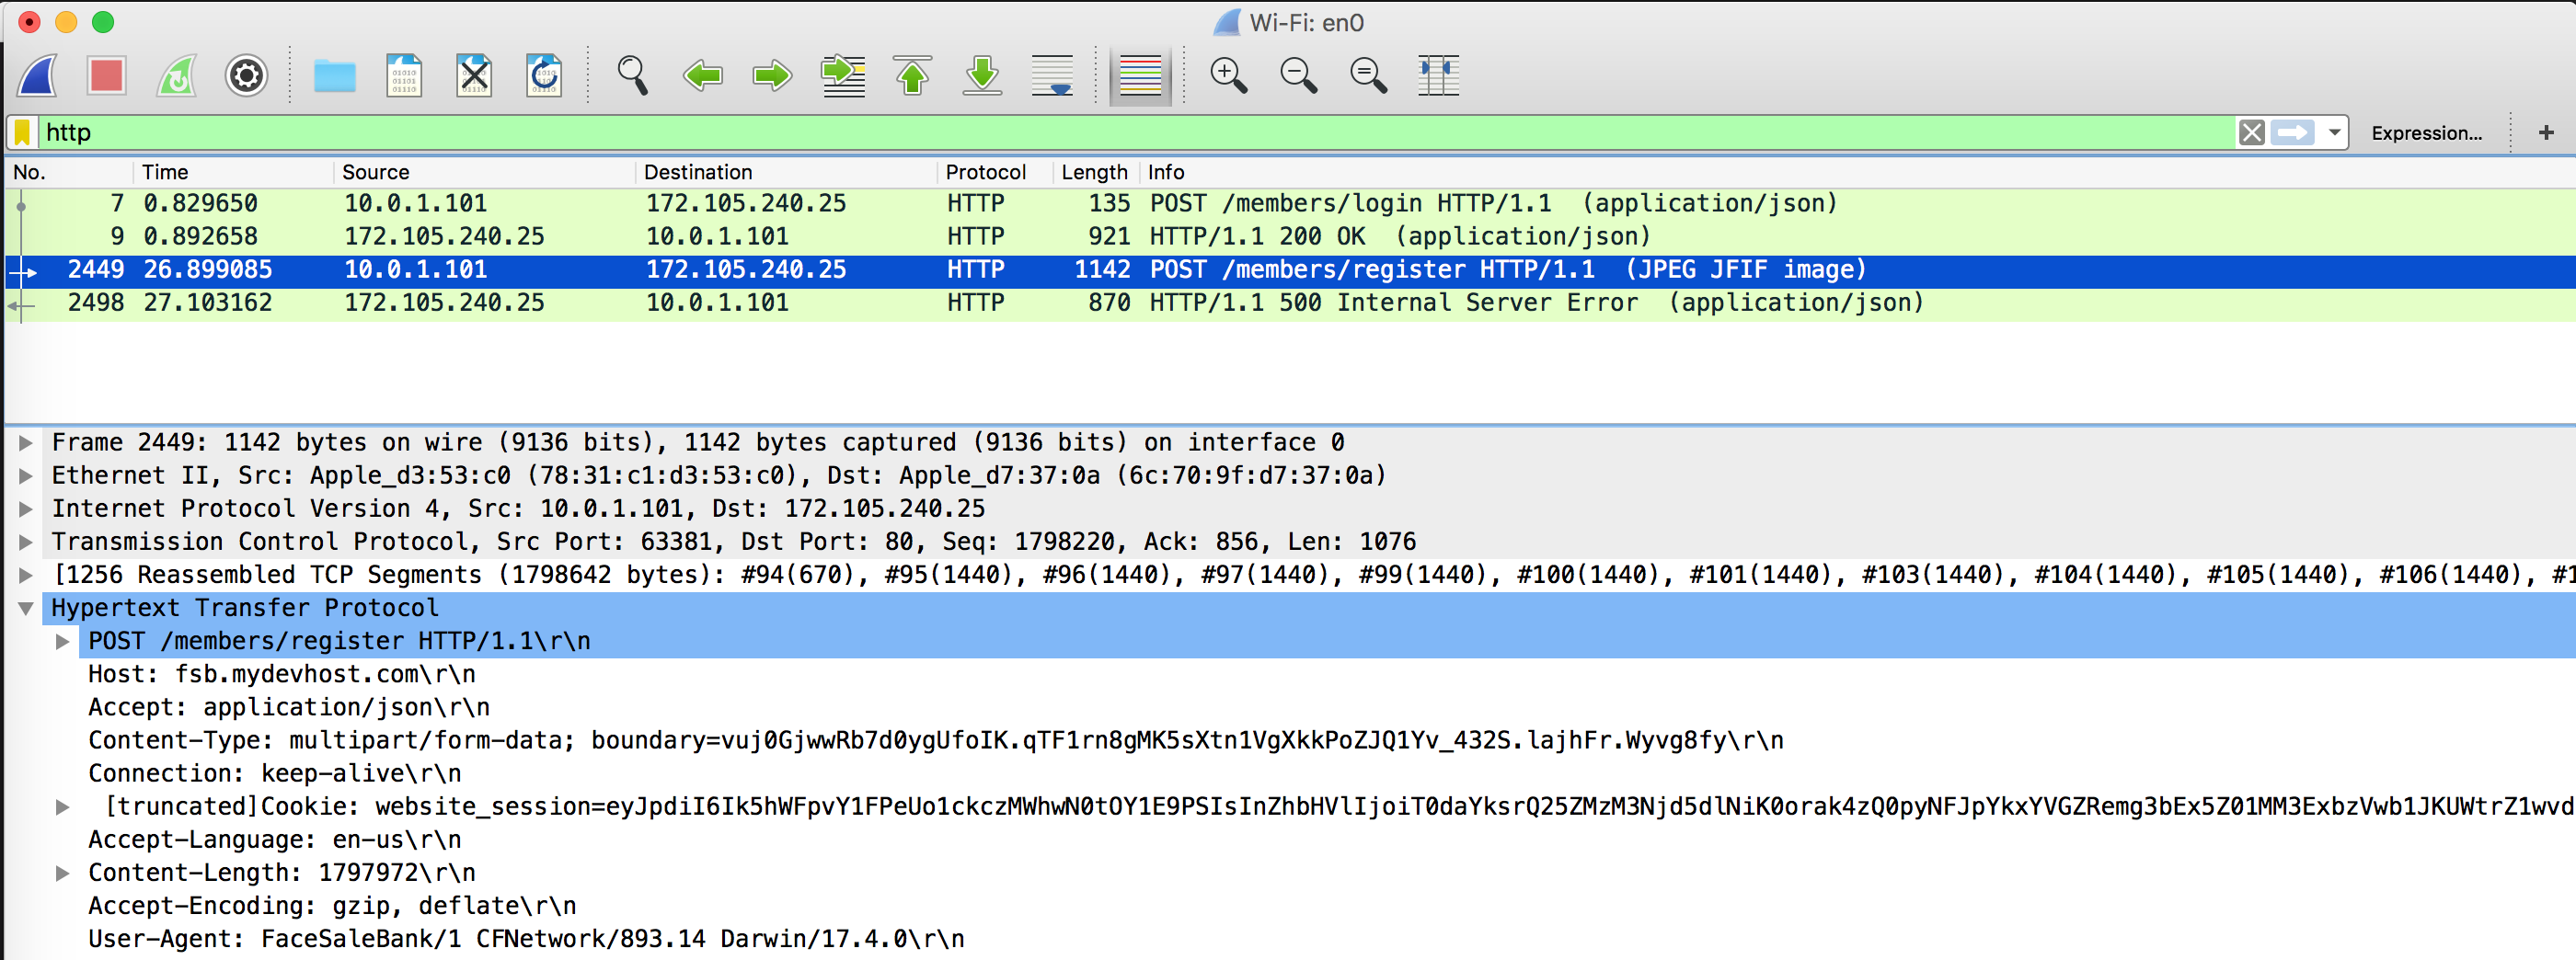 Wi-Fi: en0
http
Expression...
+
No. Time Source Destination Protocol Length Info
7 0.829650 10.0.1.101 172.105.240.25 HTTP 135 POST /members/login HTTP/1.1 (application/json)
9 0.892658 172.105.240.25 10.0.1.101 HTTP 921 HTTP/1.1 200 OK (application/json)
2449 26.899085 10.0.1.101 172.105.240.25 HTTP 1142 POST /members/register HTTP/1.1 (JPEG JFIF image)
2498 27.103162 172.105.240.25 10.0.1.101 HTTP 870 HTTP/1.1 500 Internal Server Error (application/json)
Frame 2449: 1142 bytes on wire (9136 bits), 1142 bytes captured (9136 bits) on interface 0
Ethernet II, Src: Apple_d3:53:c0 (78:31:c1:d3:53:c0), Dst: Apple_d7:37:0a (6c:70:9f:d7:37:0a)
Internet Protocol Version 4, Src: 10.0.1.101, Dst: 172.105.240.25
Transmission Control Protocol, Src Port: 63381, Dst Port: 80, Seq: 1798220, Ack: 856, Len: 1076
[1256 Reassembled TCP Segments (1798642 bytes): #94(670), #95(1440), #96(1440), #97(1440), #99(1440), #100(1440), #101(1440), #103(1440), #104(1440), #105(1440), #106(1440), #1
Hypertext Transfer Protocol
POST /members/register HTTP/1.1\r\n
Host: fsb.mydevhost.com\r\n
Accept: application/json\r\n
Content-Type: multipart/form-data; boundary=vuj0GjwwRb7d0ygUfoIK.qTF1rn8gMK5sXtn1VgXkkPoZJQ1Yv_432S.lajhFr.Wyvg8fy\r\n
Connection: keep-alive\r\n
[truncated]Cookie: website_session=eyJpdiI6Ik5hWFpvY1FPeUo1ckczMWhwN0tOY1E9PSIsInZhbHVlIjoiT0daYksrQ25ZMzM3Njd5dlNiK0orak4zQ0pyNFJpYkxYYVGZRemg3bEx5Z01MM3ExbzVwb1JKUWtrZ1wvd
Accept-Language: en-us\r\n
Content-Length: 1797972\r\n
Accept-Encoding: gzip, deflate\r\n
User-Agent: FaceSaleBank/1 CFNetwork/893.14 Darwin/17.4.0\r\n